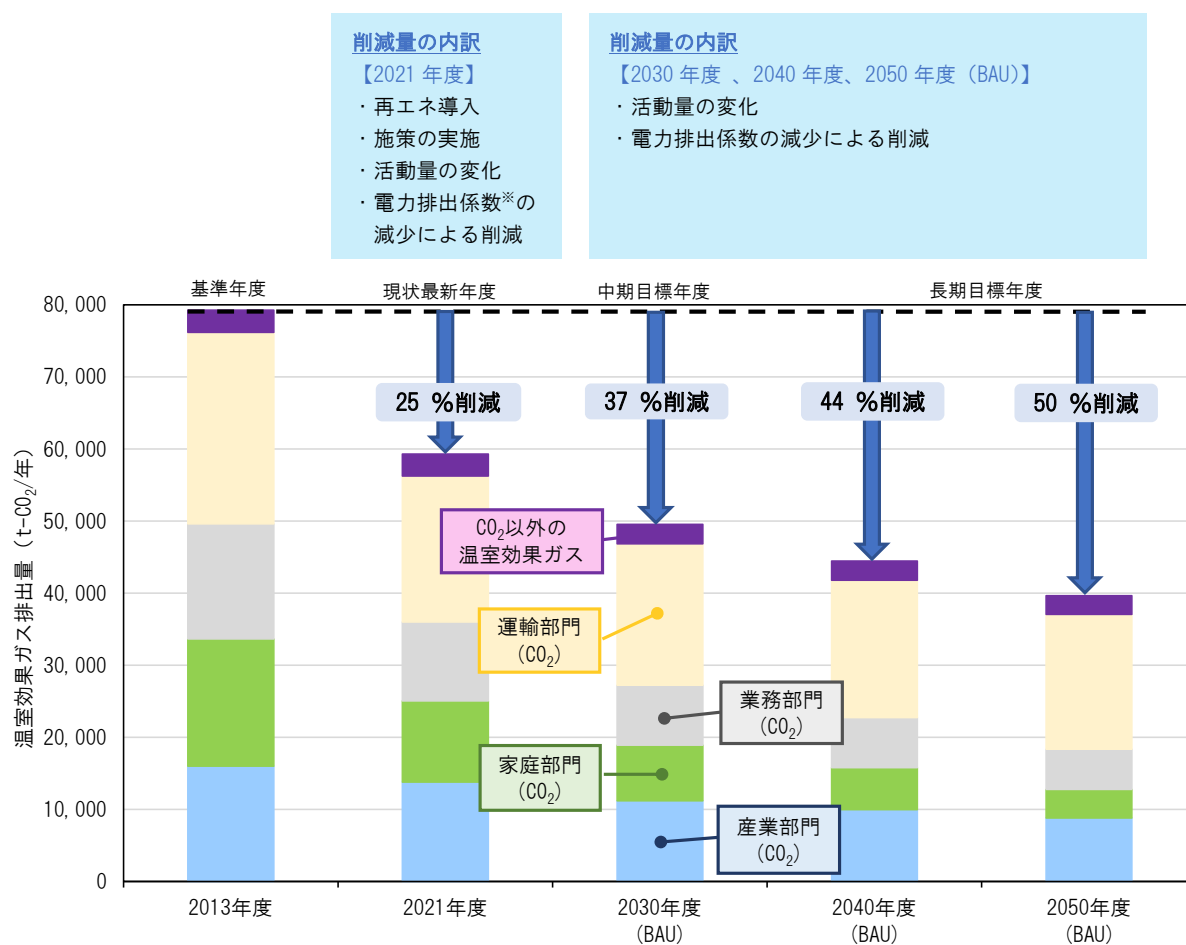 削減量の内訳
【2021 年度】
・再エネ導入
・施策の実施
・活動量の変化
・電力排出係数※の
減少による削減
削減量の内訳
【2030 年度 、2040 年度、2050 年度（BAU）】
・活動量の変化
・電力排出係数の減少による削減
基準年度
現状最新年度
中期目標年度
長期目標年度
温室効果ガス排出量（t-CO₂/年）
80,000
70,000
60,000
50,000
40,000
30,000
20,000
10,000
0
25 %削減
37 %削減
44 %削減
50 %削減
CO₂以外の
温室効果ガス
運輸部門
(CO₂)
業務部門
(CO₂)
家庭部門
(CO₂)
産業部門
(CO₂)
2013年度
2021年度
2030年度
(BAU)
2040年度
(BAU)
2050年度
(BAU)